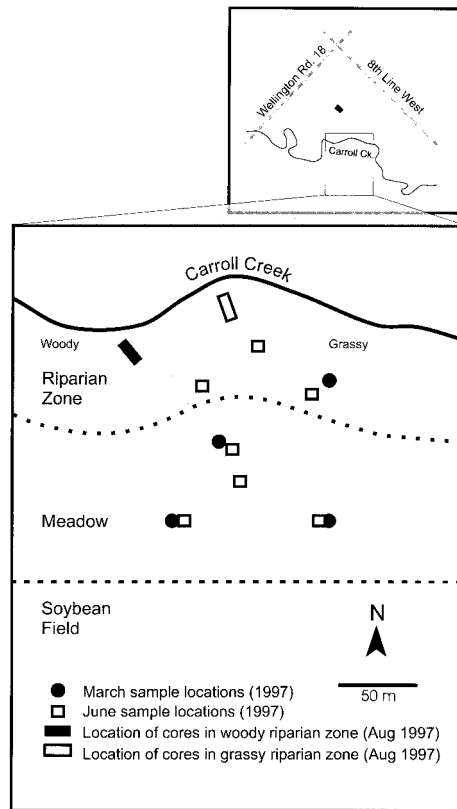 Wellington Rd. 18
8th Line West
Carroll Ck.
Carroll Creek
Woody
Grassy
Riparian
Zone
Meadow
Soybean
Field
N
50 m
March sample locations (1997)
June sample locations (1997)
Location of cores in woody riparian zone (Aug 1997)
Location of cores in grassy riparian zone (Aug 1997)